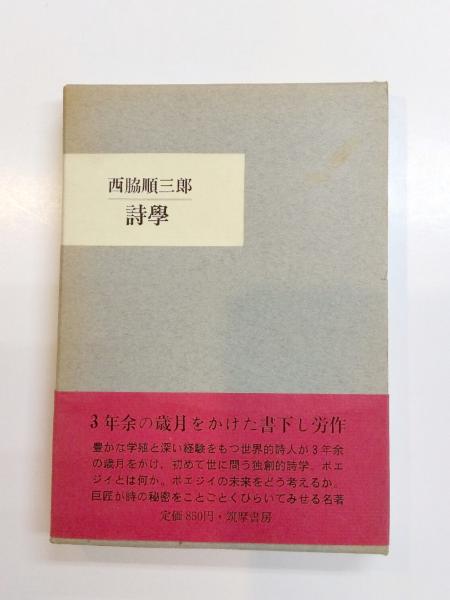 西脇順三郎
詩學
3年余の歳月をかけた書下し労作
豊かな学殖と深い経験をもつ世界的詩人が3年余
の歳月をかけ、初めて世に問う独創的詩学。ポエ
ジイとは何か。ポエジイの未来をどう考えるか。
巨匠が詩の秘密をことごとくひらいてみせる名著
定価850円・筑摩書房